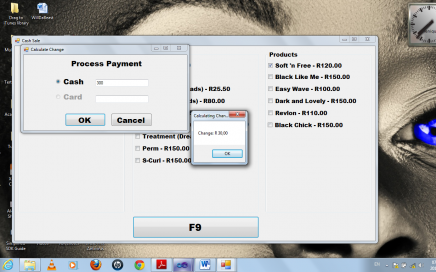 Drag to iTunes library
WillBeBest
Cash Sale
Calculate Change
Process Payment
Cash
Card
OK
Cancel
ads) - R25.50
ads) - R80.00
Treatment (Drea
Perm - R150.00
S-Curl - R150.00
Calculating Chan
Change: R 30,00
OK
Products
Soft 'n Free - R120.00
Black Like Me - R150.00
Easy Wave - R100.00
Dark and Lovely - R150.00
Revlon - R110.00
Black Chick - R150.00
F9
SDK Guide